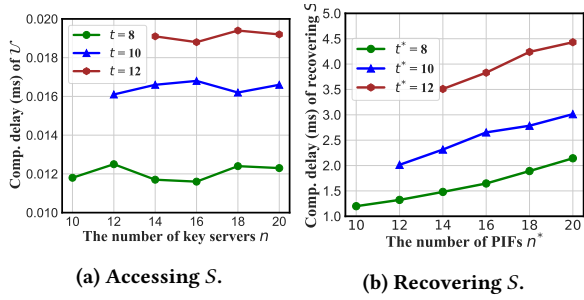 Comp. delay (ms) of 𝒰
0.020
0.018
0.016
0.014
0.012
0.010
t = 8
t = 10
t = 12
10 12 14 16 18 20
The number of key servers n
(a) Accessing S.
Comp. delay (ms) of recovering S
5.0
4.5
4.0
3.5
3.0
2.5
2.0
1.5
1.0
t* = 8
t* = 10
t* = 12
10 12 14 16 18 20
The number of PIFs n*
(b) Recovering S.